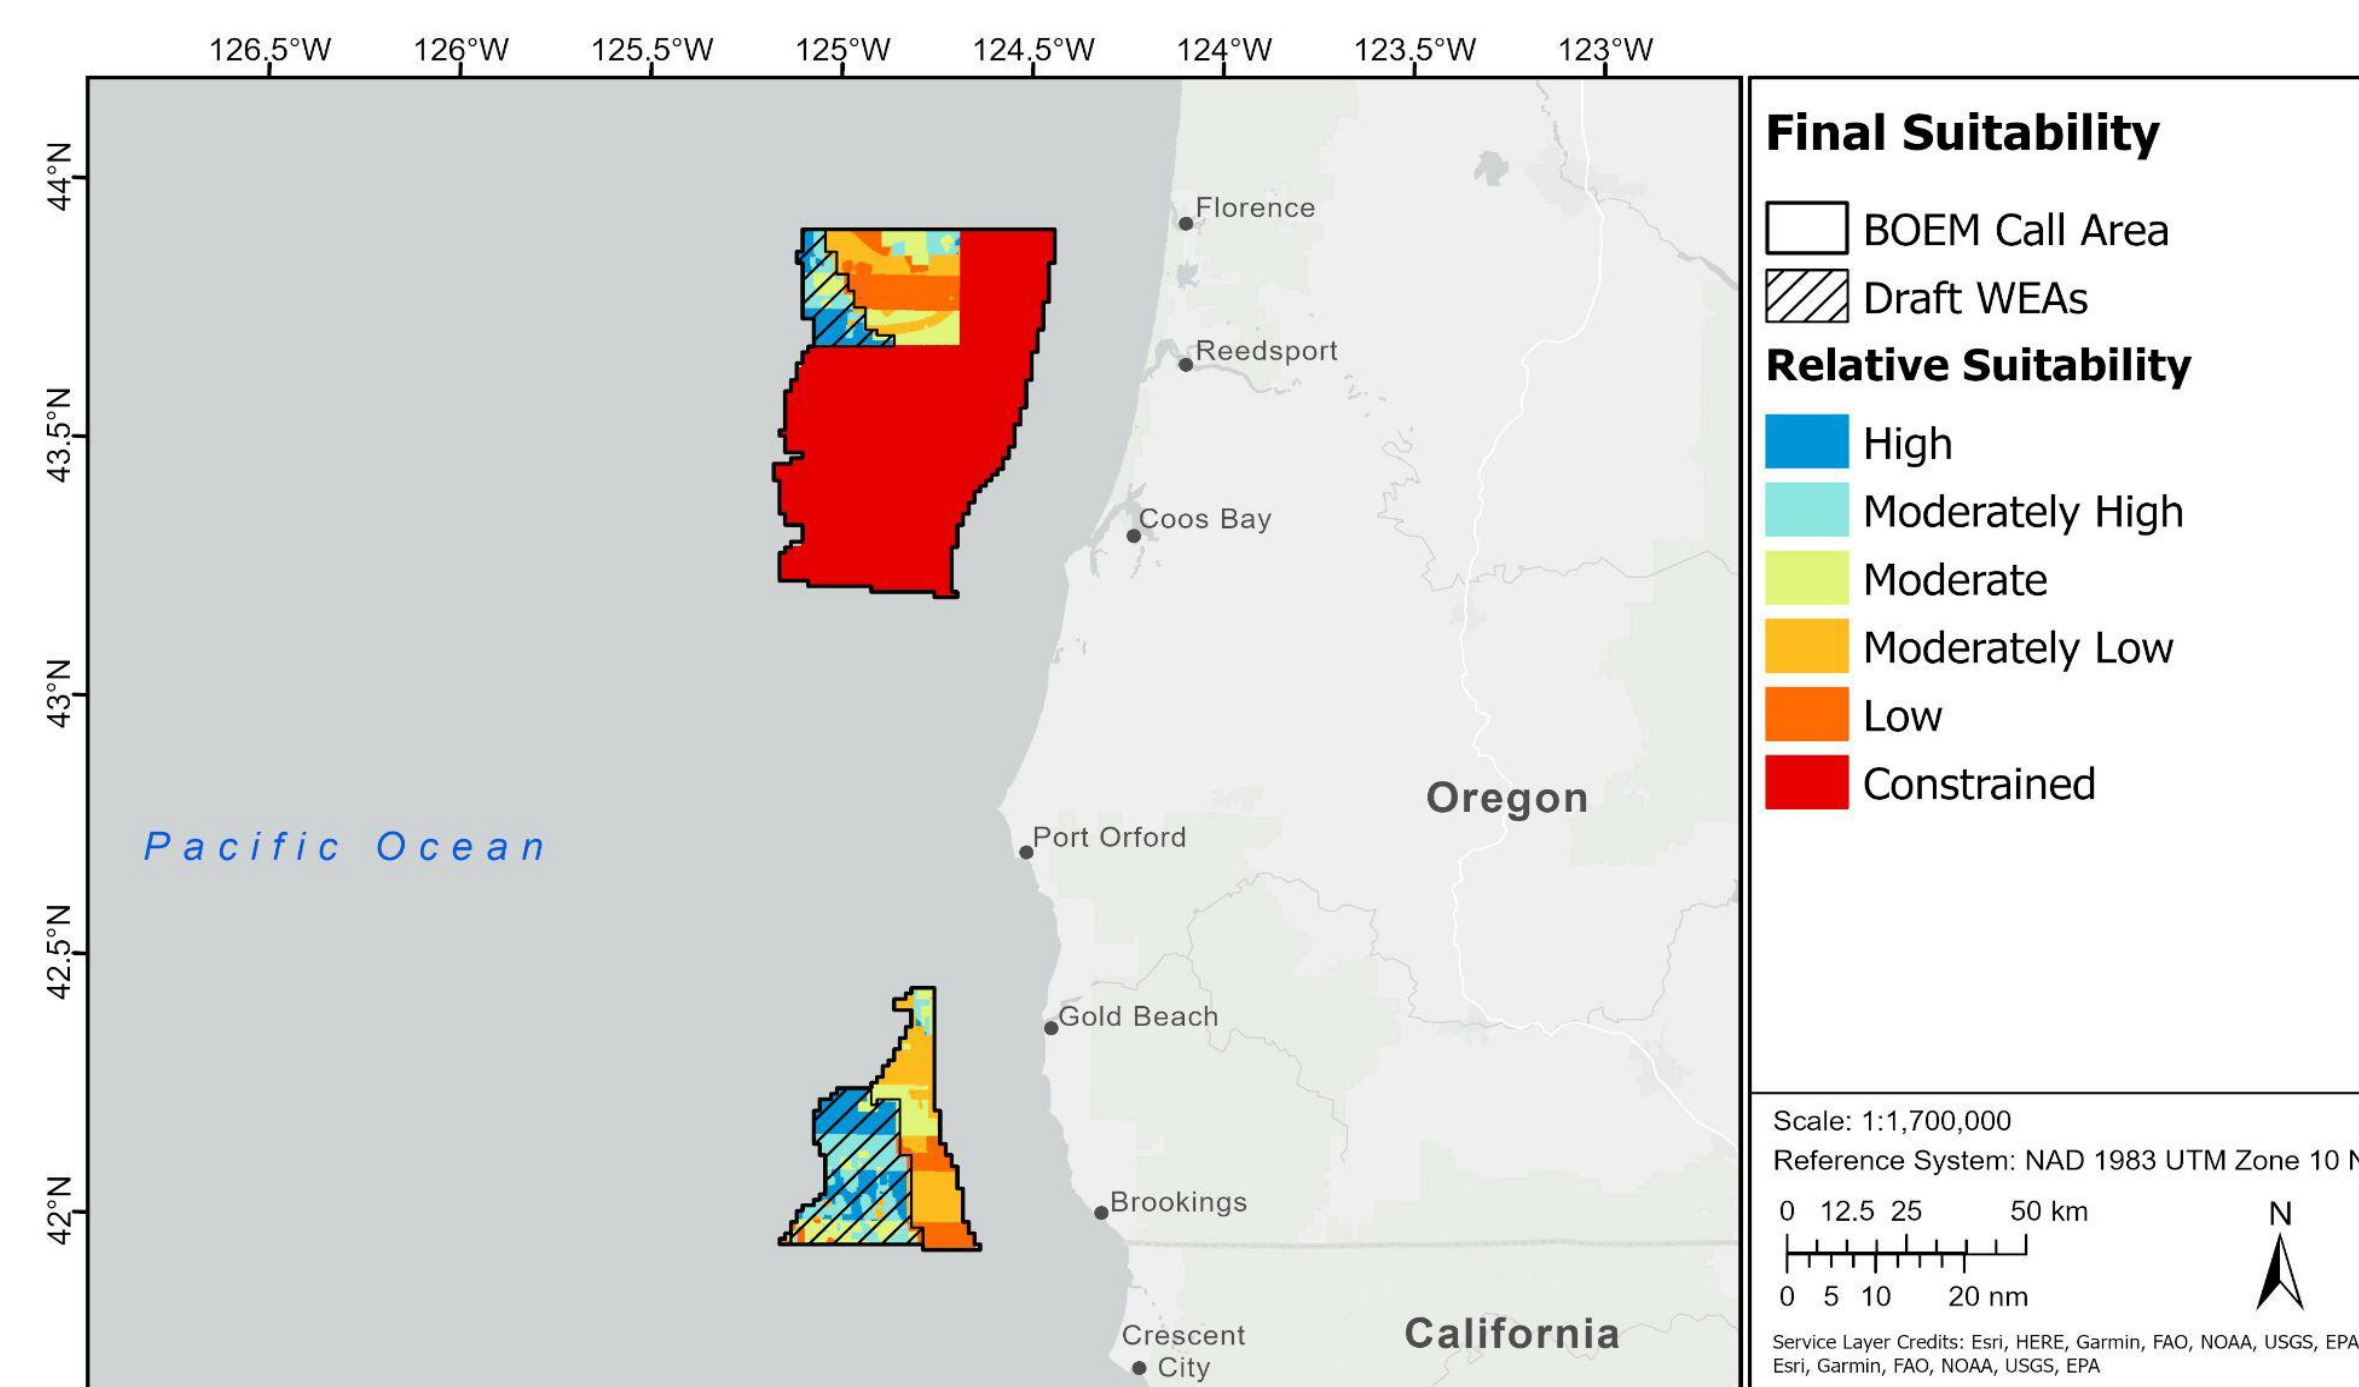 126.5°W 126°W 125.5°W 125°W 124.5°W 124°W 123.5°W 123°W
44°N
43.5°N
43°N
42.5°N
42°N
Florence
Reedsport
Coos Bay
Oregon
Port Orford
Pacific Ocean
Gold Beach
Brookings
California
Crescent
City
Final Suitability
BOEM Call Area
Draft WEAs
Relative Suitability
High
Moderately High
Moderate
Moderately Low
Low
Constrained
Scale: 1:1,700,000
Reference System: NAD 1983 UTM Zone 10 N
0 12.5 25 50 km
0 5 10 20 nm
N
Service Layer Credits: Esri, HERE, Garmin, FAO, NOAA, USGS, EPA
Esri, Garmin, FAO, NOAA, USGS, EPA